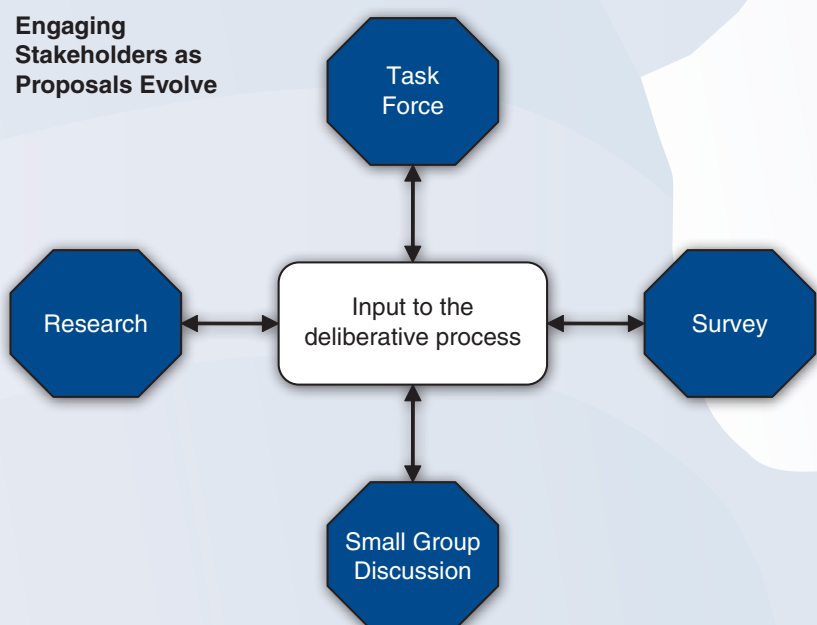 Engaging
Stakeholders as
Proposals Evolve
Task
Force
Research
Input to the
deliberative process
Survey
Small Group
Discussion